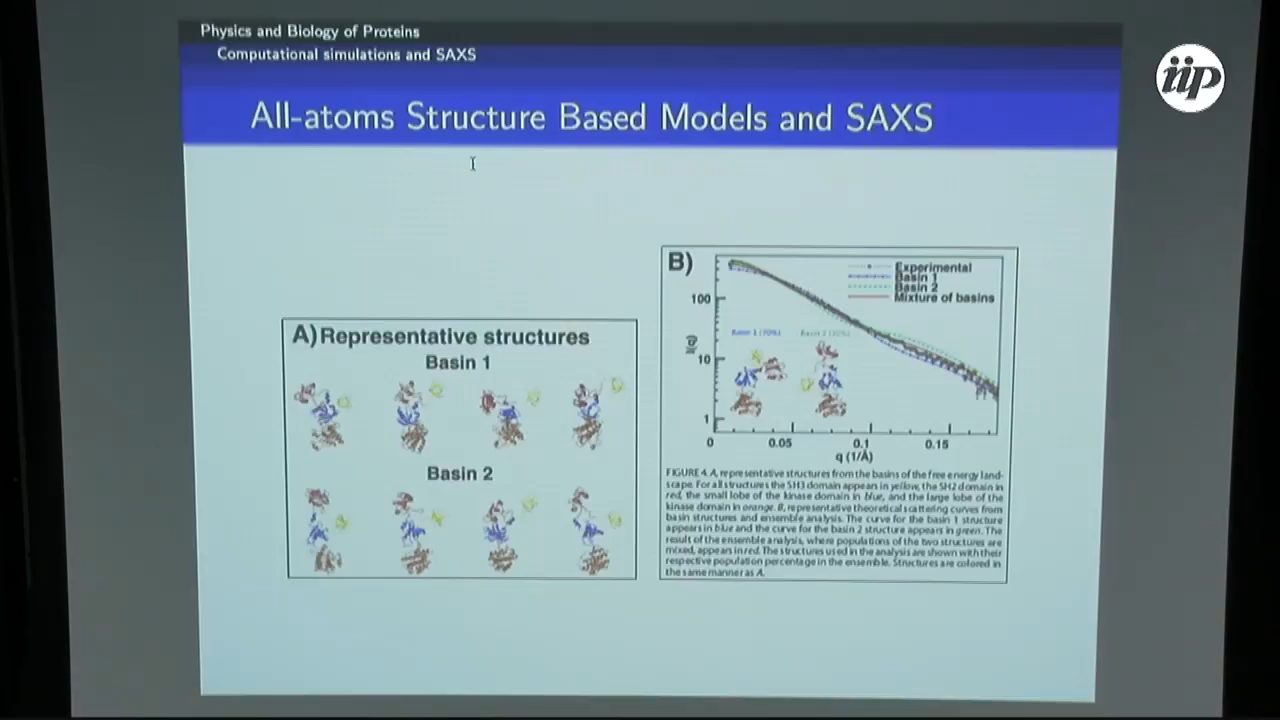 Physics and Biology of Proteins
Computational simulations and SAXS
iip
All-atoms Structure Based Models and SAXS
A) Representative structures
Basin 1
Basin 2
B)
Experimental
Basin 1
Basin 2
Mixture of basins
100
10
1
I(q)
Basin 1 (70%)
Basin 2
0
0.05
0.1
0.15
q (1/Å)
FIGURE 4. A, representative structures from the basins of the free energy land-
scape. For all structures the SH3 domain appears in yellow, the SH2 domain in
red, the small lobe of the kinase domain in blue, and the large lobe of the
kinase domain in orange. B, representative theoretical scattering curves from
basin structures and ensemble analysis. The curve for the basin 1 structure
appears in blue and the curve for the basin 2 structure appears in green. The
result of the ensemble analysis, where populations of the two structures are
mixed, appears in red. The structures used in the analysis are shown with their
respective population percentage in the ensemble. Structures are colored in
the same manner as A.